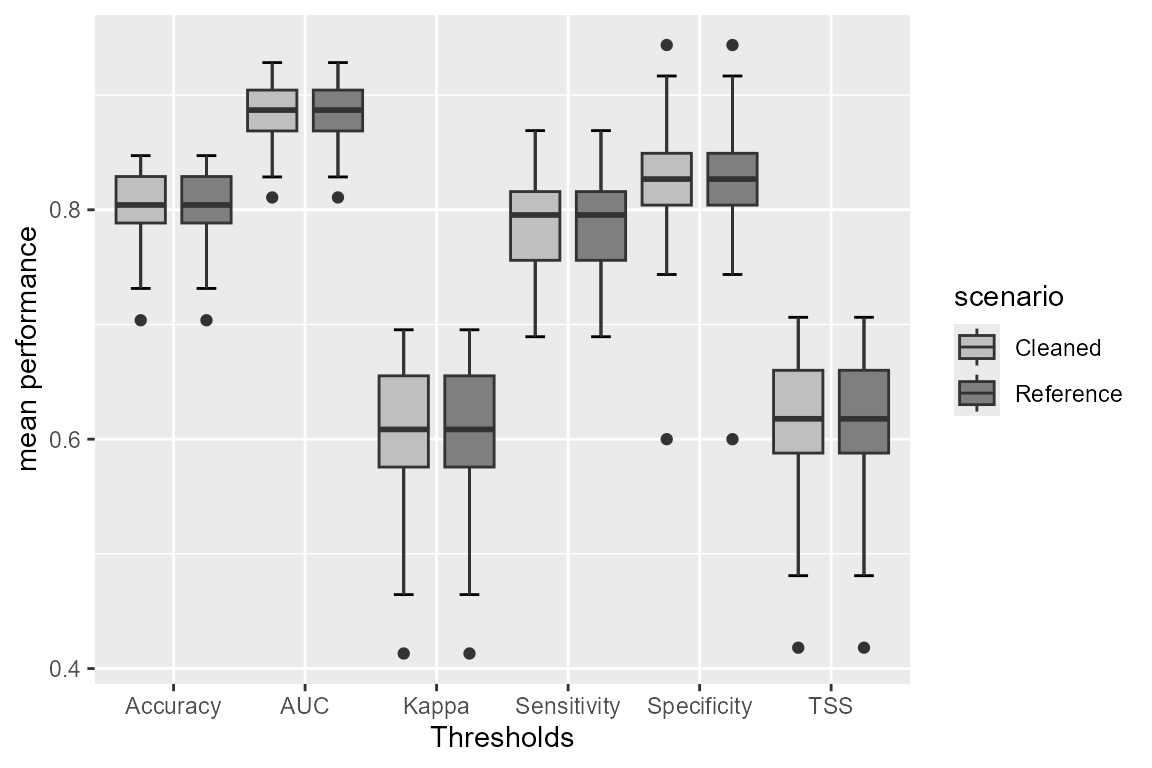 mean performance
0.8
0.6
0.4
Accuracy
AUC
Kappa
Sensitivity
Specificity
TSS
Thresholds
scenario
Cleaned
Reference